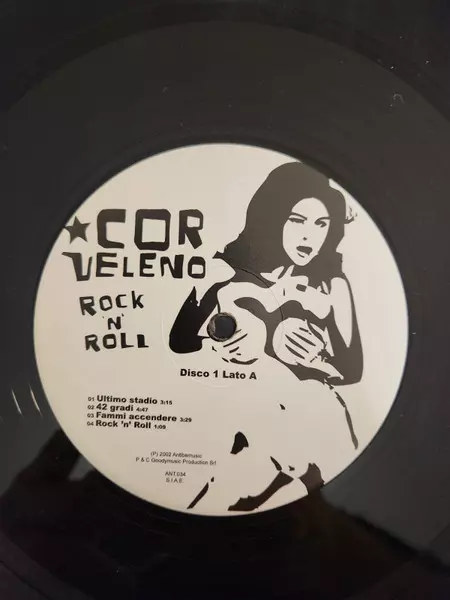 ★COR
VELENO
ROCK
'N'
ROLL
Disco 1 Lato A
01 Ultimo stadio 3:15
02 42 gradi 4:47
03 Fammi accendere 3:29
04 Rock 'n' Roll 1:09
(P) 2002 Antibemusic
P & C Goodymusic Production Srl
ANT.034
S.I.A.E.